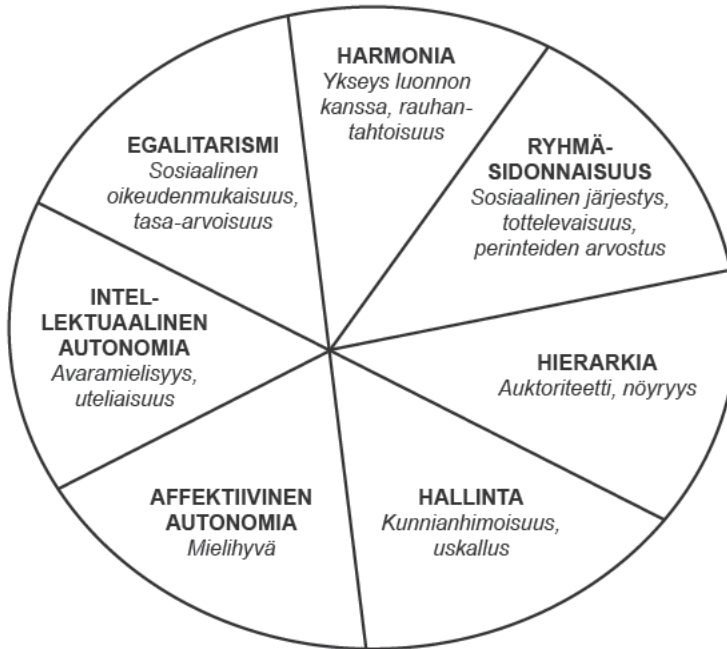 HARMONIA
Ykseys luonnon
kanssa, rauhan-
tahtoisuus
RYHMÄ-
SIDONNAISUUS
Sosiaalinen järjestys,
tottelevaisuus,
perinteiden arvostus
HIERARKIA
Auktoriteetti, nöyryys
HALLINTA
Kunnianhimoisuus,
uskallus
AFFEKTIIVINEN
AUTONOMIA
Mielihyvä
INTEL-
LEKTUAALINEN
AUTONOMIA
Avaramielisyys,
uteliaisuus
EGALITARISMI
Sosiaalinen
oikeudenmukaisuus,
tasa-arvoisuus